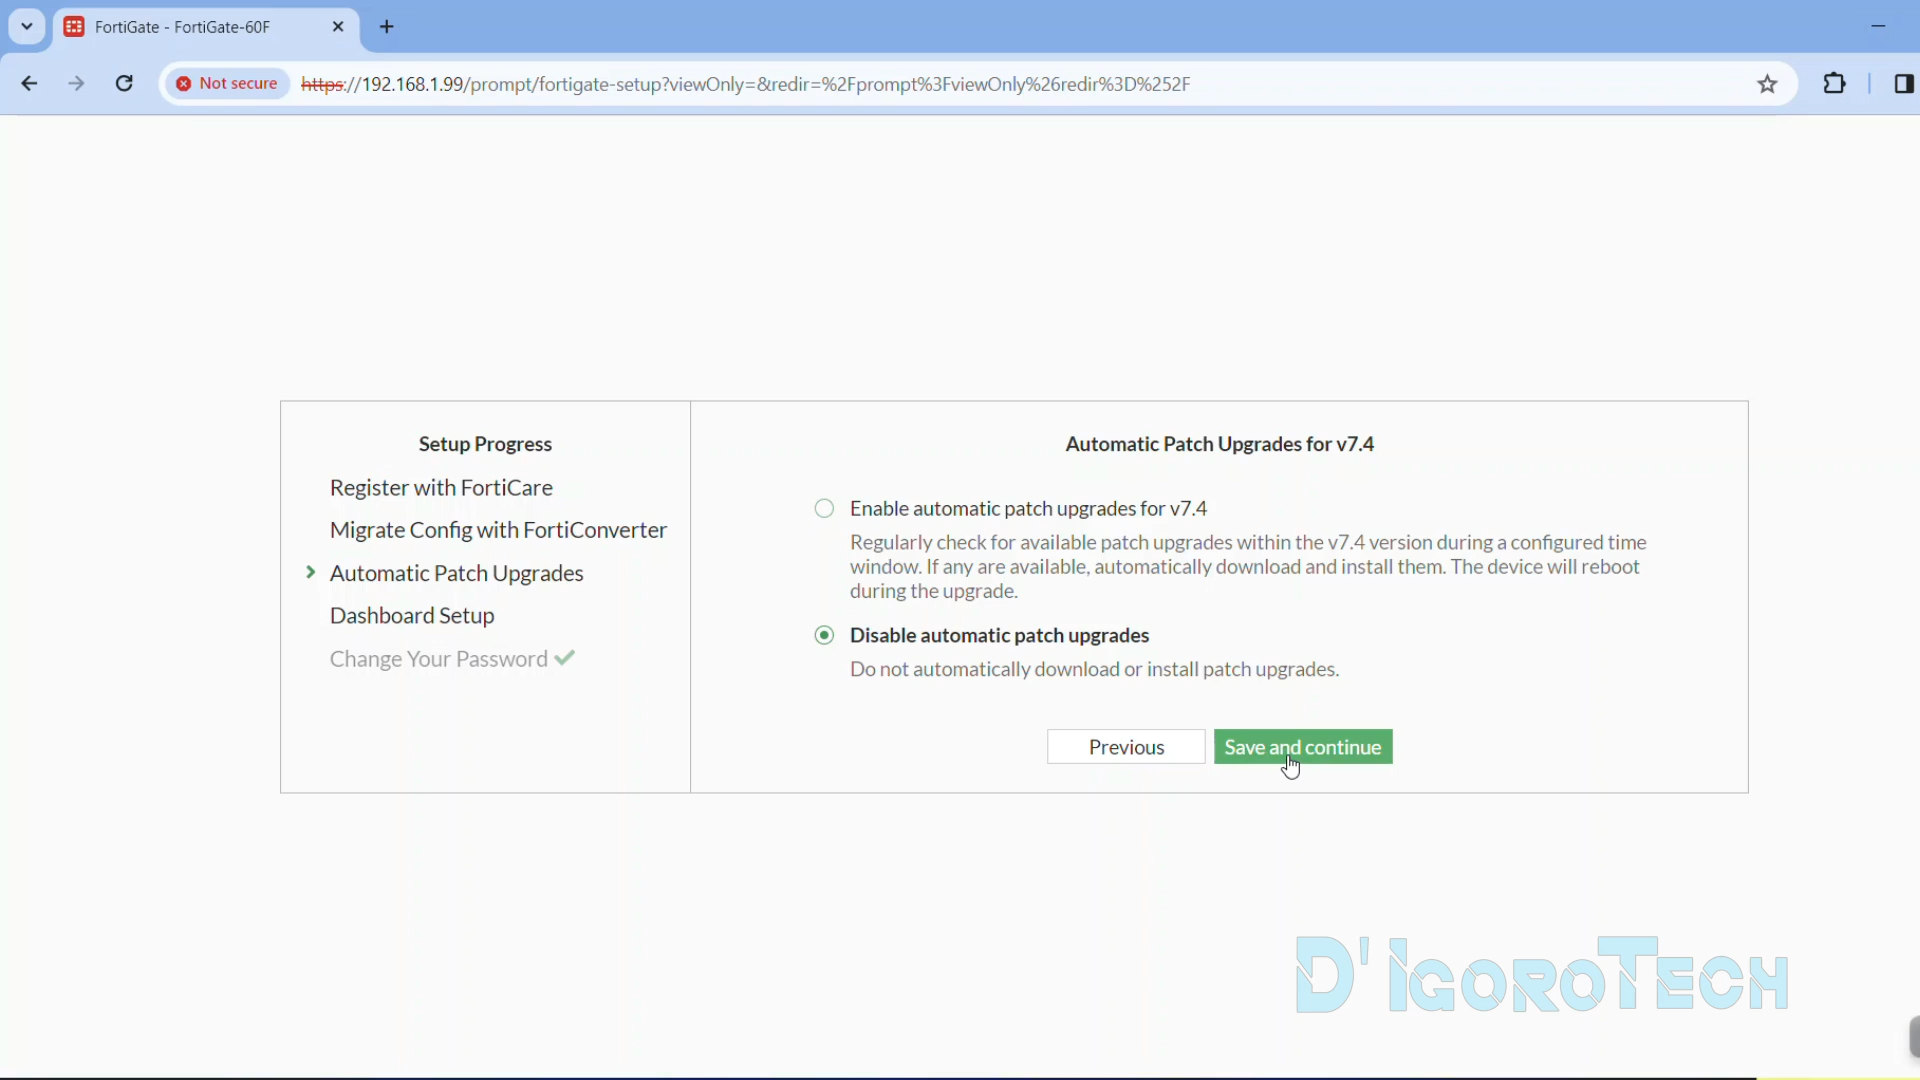 FortiGate - FortiGate-60F
Not secure
https://192.168.1.99/prompt/fortigate-setup?viewOnly=&redir=%2Fprompt%3FviewOnly%26redir%3D%252F
Setup Progress
Register with FortiCare
Migrate Config with FortiConverter
Automatic Patch Upgrades
Dashboard Setup
Change Your Password
Automatic Patch Upgrades for v7.4
Enable automatic patch upgrades for v7.4
Regularly check for available patch upgrades within the v7.4 version during a configured time
window. If any are available, automatically download and install them. The device will reboot
during the upgrade.
Disable automatic patch upgrades
Do not automatically download or install patch upgrades.
Previous
Save and continue
D'IGOROTECH